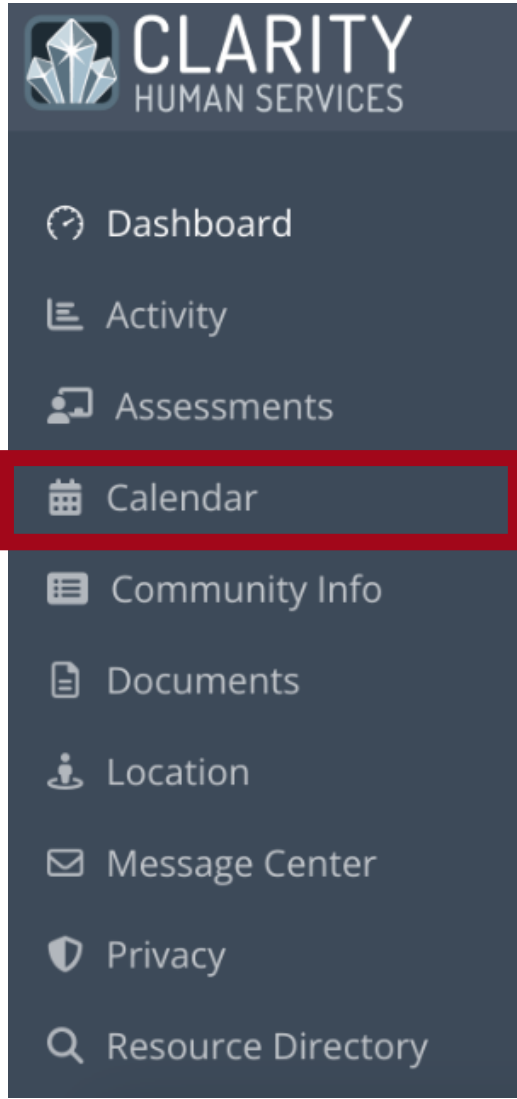 CLARITY
HUMAN SERVICES
Dashboard
Activity
Assessments
Calendar
Community Info
Documents
Location
Message Center
Privacy
Resource Directory